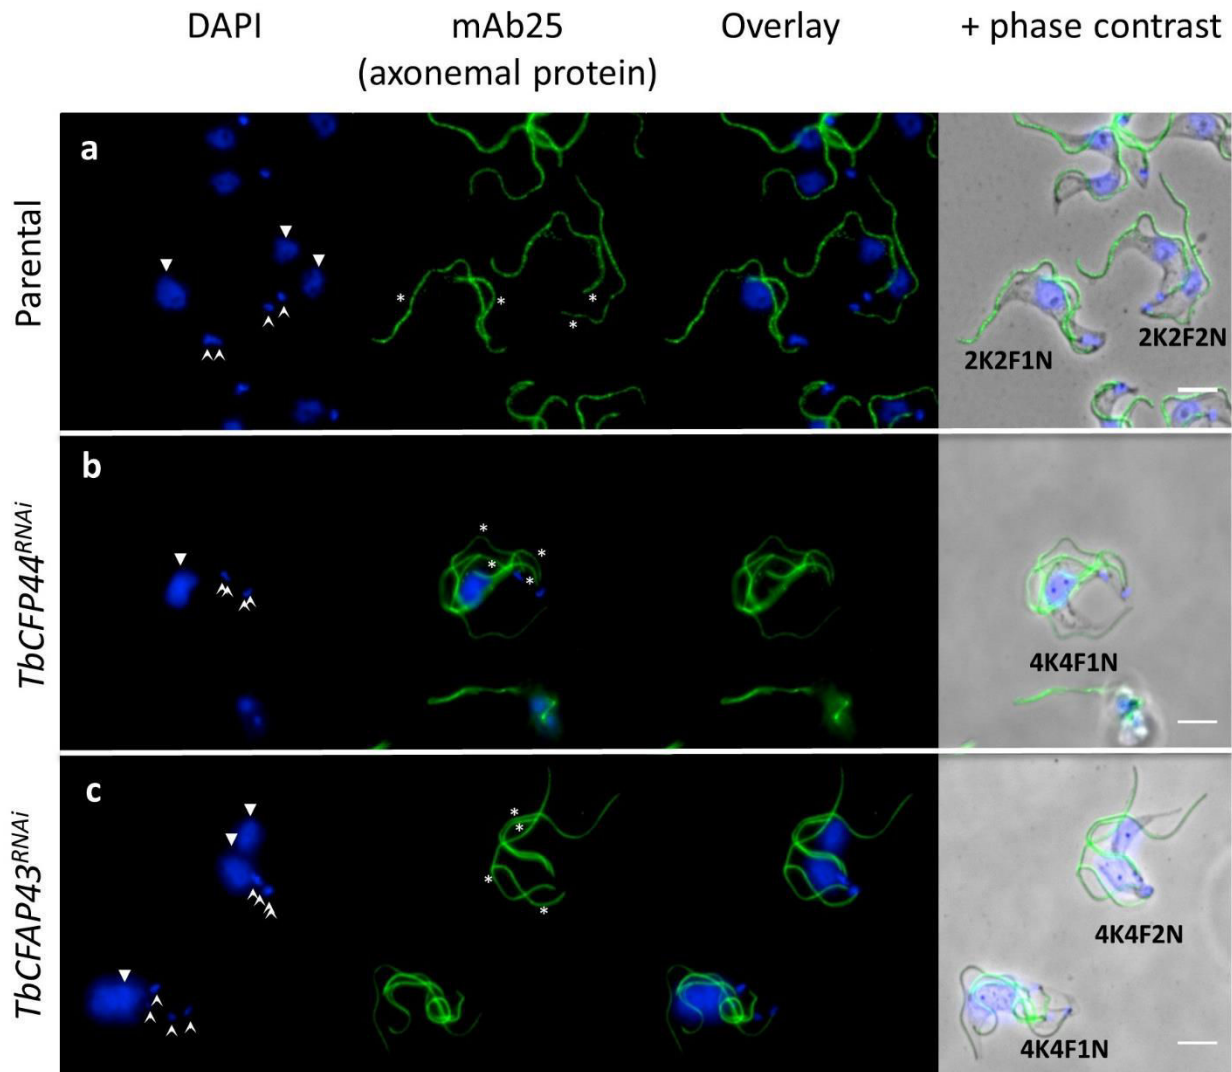 DAPI
mAb25
(axonemal protein)
Overlay
+ phase contrast
Parental
a
2K2F1N
2K2F2N
TbCFP44RNAi
b
4K4F1N
TbCFAP43RNAi
c
4K4F2N
4K4F1N